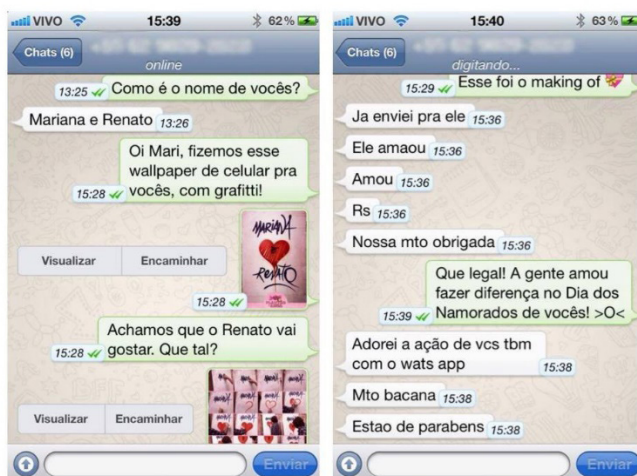 VIVO 15:39 62%
Chats (6)
online
Como é o nome de vocês?
13:25
Mariana e Renato 13:26
Oi Mari, fizemos esse
wallpaper de celular pra
vocês, com grafitti!
15:28
MARIANA
RENATO
Visualizar Encaminhar
15:28
Achamos que o Renato vai
gostar. Que tal?
15:28
Visualizar Encaminhar
Enviar
VIVO 15:40 63%
Chats (6)
digitando...
Esse foi o making of
15:29
Ja enviei pra ele 15:36
Ele amaou 15:36
Amou 15:36
Rs 15:36
Nossa mto obrigada 15:36
Que legal! A gente amou
fazer diferença no Dia dos
Namorados de vocês! >O<
15:39
Adorei a ação de vcs tbm
com o wats app 15:38
Mto bacana 15:38
Estao de parabens 15:38
Enviar